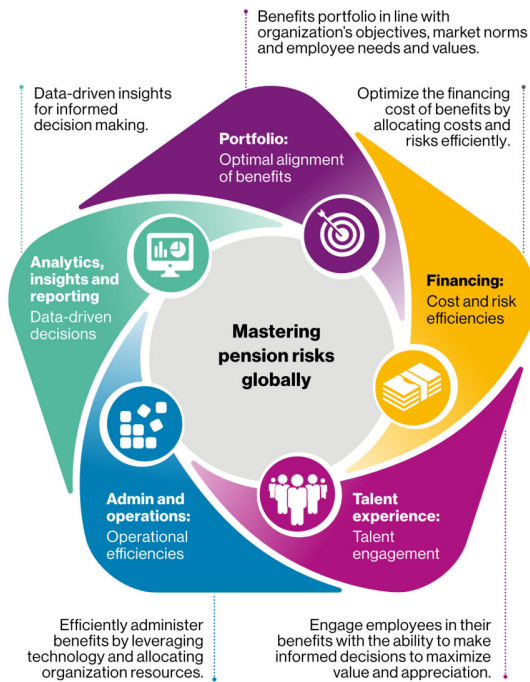 Benefits portfolio in line with
organization's objectives, market norms
and employee needs and values.
Data-driven insights
for informed
decision making.
Optimize the financing
cost of benefits by
allocating costs and
risks efficiently.
Portfolio:
Optimal alignment
of benefits
Analytics,
insights and
reporting
Data-driven
decisions
Financing:
Cost and risk
efficiencies
Mastering
pension risks
globally
Admin and
operations:
Operational
efficiencies
Talent
experience:
Talent
engagement
Efficiently administer
benefits by leveraging
technology and allocating
organization resources.
Engage employees in their
benefits with the ability to make
informed decisions to maximize
value and appreciation.